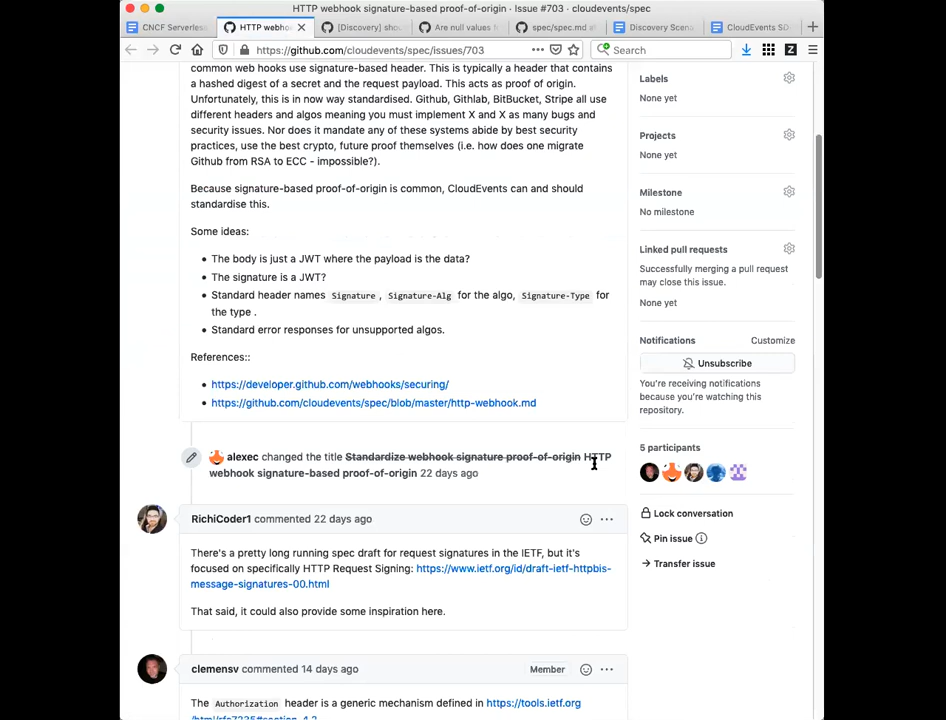 HTTP webhook signature-based proof-of-origin · Issue #703 · cloudevents/spec
CNCF Serverless
HTTP webho
[Discovery] shou
Are null values
spec/spec.md at
Discovery Scena
CloudEvents SD
https://github.com/cloudevents/spec/issues/703
Search
common web hooks use signature-based header. This is typically a header that contains
a hashed digest of a secret and the request payload. This acts as proof of origin.
Unfortunately, this is in now way standardised. Github, Githlab, BitBucket, Stripe all use
different headers and algos meaning you must implement X and X as many bugs and
security issues. Nor does it mandate any of these systems abide by best security
practices, use the best crypto, future proof themselves (i.e. how does one migrate
Github from RSA to ECC - impossible?).
Because signature-based proof-of-origin is common, CloudEvents can and should
standardise this.
Some ideas:
• The body is just a JWT where the payload is the data?
• The signature is a JWT?
• Standard header names Signature , Signature-Alg for the algo, Signature-Type for
the type .
• Standard error responses for unsupported algos.
References::
• https://developer.github.com/webhooks/securing/
• https://github.com/cloudevents/spec/blob/master/http-webhook.md
alexec changed the title Standardize webhook signature proof-of-origin HTTP
webhook signature-based proof-of-origin 22 days ago
RichiCoder1 commented 22 days ago
There's a pretty long running spec draft for request signatures in the IETF, but it's
focused on specifically HTTP Request Signing: https://www.ietf.org/id/draft-ietf-httpbis-
message-signatures-00.html
That said, it could also provide some inspiration here.
clemensv commented 14 days ago
Member
The Authorization header is a generic mechanism defined in https://tools.ietf.org
/html/rfc7235#section-4.2
Labels
None yet
Projects
None yet
Milestone
No milestone
Linked pull requests
Successfully merging a pull request
may close this issue.
None yet
Notifications
Customize
Unsubscribe
You're receiving notifications
because you're watching this
repository.
5 participants
Lock conversation
Pin issue
Transfer issue